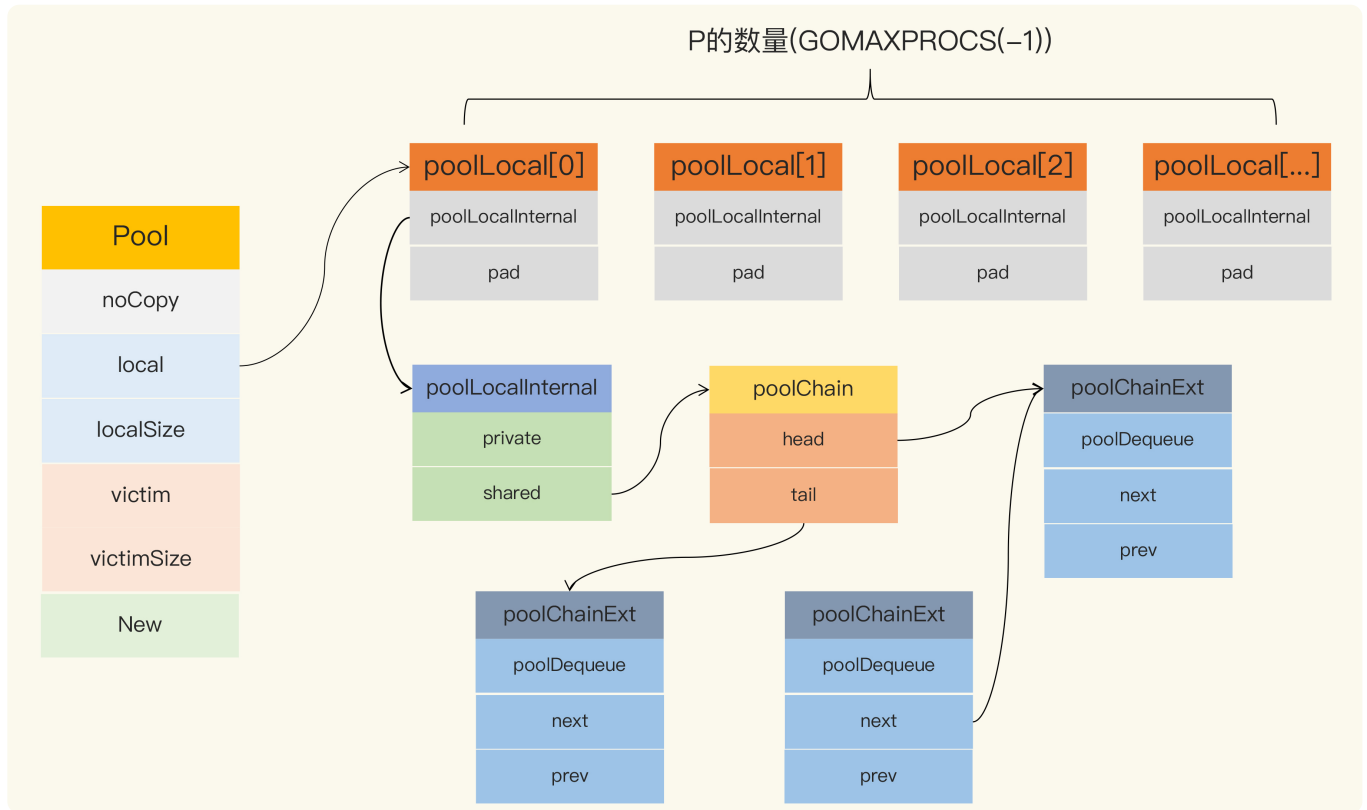 P的数量(GOMAXPROCS(-1))
poolLocal[0]
poolLocalInternal
pad
poolLocal[1]
poolLocalInternal
pad
poolLocal[2]
poolLocalInternal
pad
poolLocal[...]
poolLocalInternal
pad
Pool
noCopy
local
localSize
victim
victimSize
New
poolLocalInternal
private
shared
poolChain
head
tail
poolChainExt
poolDequeue
next
prev
poolChainExt
poolDequeue
next
prev
poolChainExt
poolDequeue
next
prev